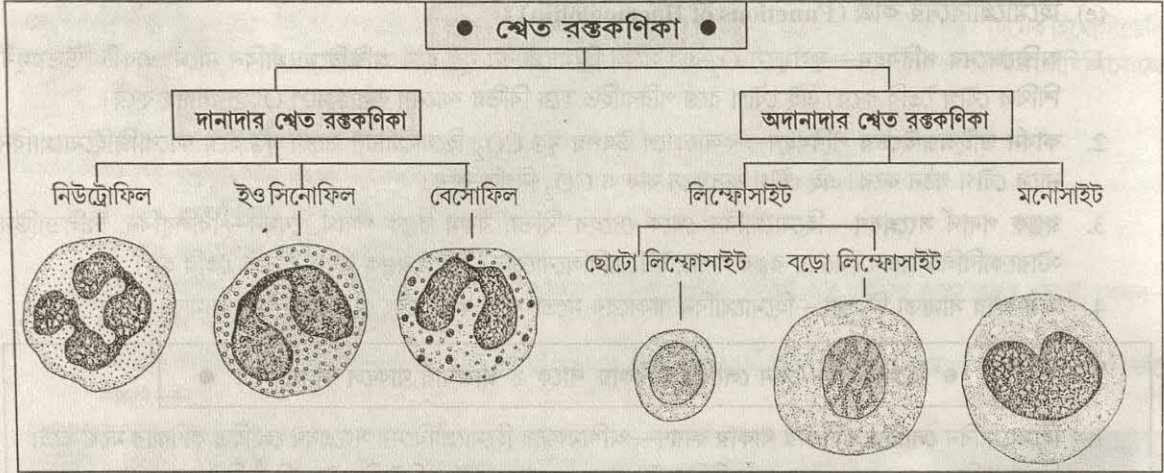 ● শ্বেত রক্তকণিকা ●
দানাদার শ্বেত রক্তকণিকা
অদানাদার শ্বেত রক্তকণিকা
নিউট্রোফিল
ইওসিনোফিল
বেসোফিল
লিম্ফোসাইট
মনোসাইট
ছোটো লিম্ফোসাইট
বড়ো লিম্ফোসাইট